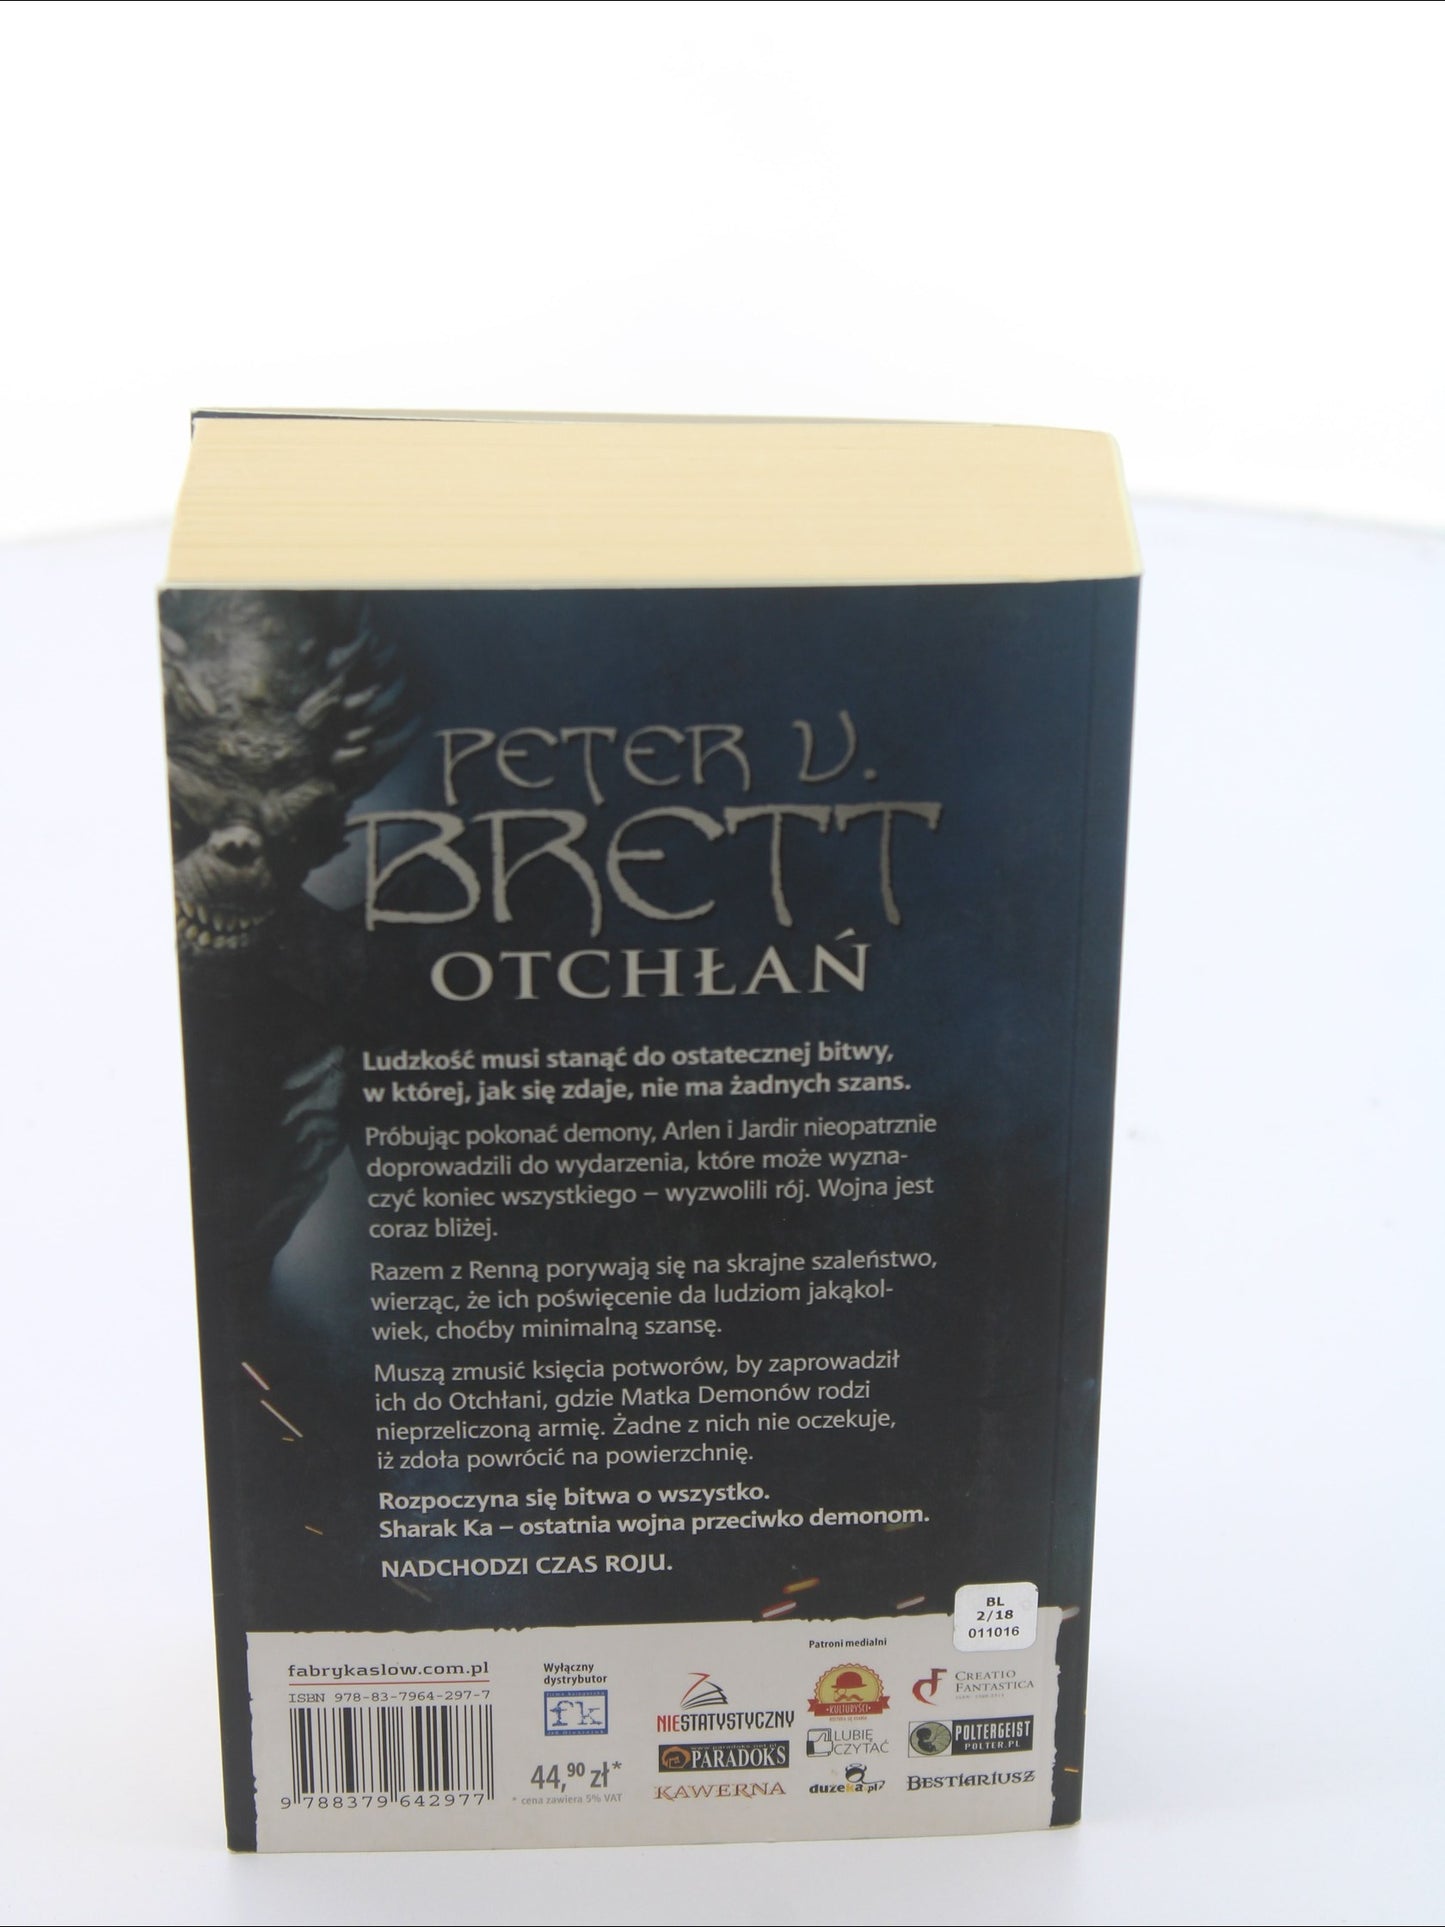 PETER V.
BRETT
OTCHŁAŃ
Ludzkość musi stanąć do ostatecznej bitwy,
w której, jak się zdaje, nie ma żadnych szans.
Próbując pokonać demony, Arlen i Jardir nieopatrznie
doprowadzili do wydarzenia, które może wyzna-
czyć koniec wszystkiego – wyzwolili rój. Wojna jest
coraz bliżej.
Razem z Renną porywają się na skrajne szaleństwo,
wierząc, że ich poświęcenie da ludziom jakąkol-
wiek, choćby minimalną szansę.
Muszą zmusić księcia potworów, by zaprowadził
ich do Otchłani, gdzie Matka Demonów rodzi
nieprzeliczoną armię. Żadne z nich nie oczekuje,
iż zdoła powrócić na powierzchnię.
Rozpoczyna się bitwa o wszystko.
Sharak Ka – ostatnia wojna przeciwko demonom.
NADCHODZI CZAS ROJU.
BL
2/18
011016
fabrykaslow.com.pl
ISBN 978-83-7964-297-7
9 788379 642977
Wyłączny
dystrybutor
fk
44,90 zł*
* cena zawiera 5% VAT
Patroni medialni
NIESTATYSTYCZNY
PARADOKS
KAWERNA
KULTURYŚCI
LUBIĘ
CZYTAĆ
duzeka.pl
CREATIO
FANTASTICA
POLTERGEIST
POLTER.PL
BESTIARIUSZ